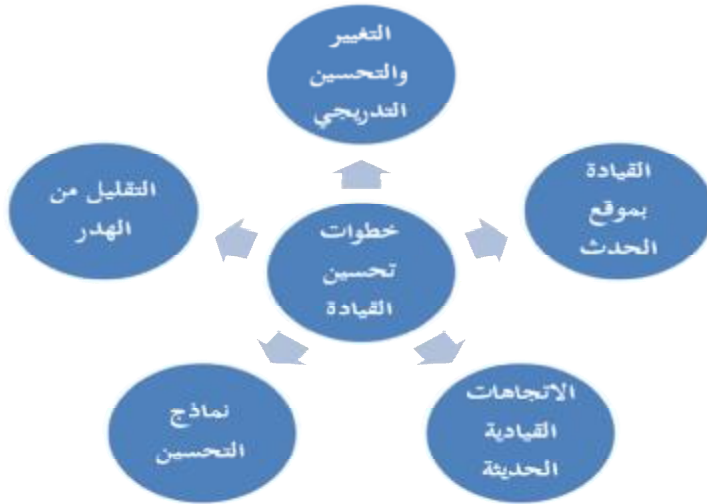 التغيير
والتحسين
التدريجي
القيادة
بموقع
الحدث
التقليل من
الهدر
خطوات
تحسين
القيادة
الاتجاهات
القيادية
الحديثة
نماذج
التحسين